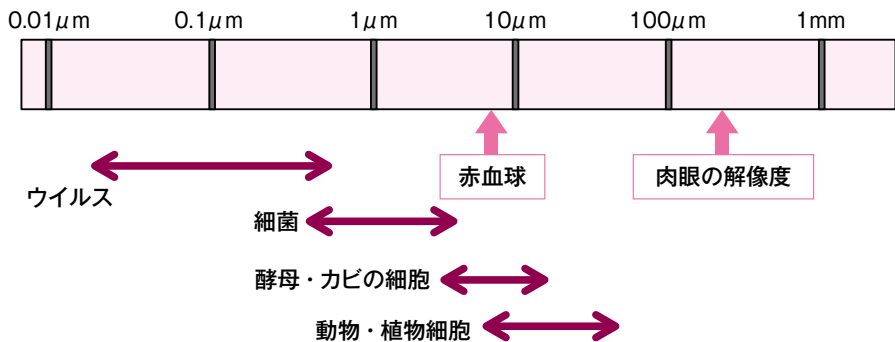 0.01μm 0.1μm 1μm 10μm 100μm 1mm
赤血球 肉眼の解像度
ウイルス
細菌
酵母・カビの細胞
動物・植物細胞